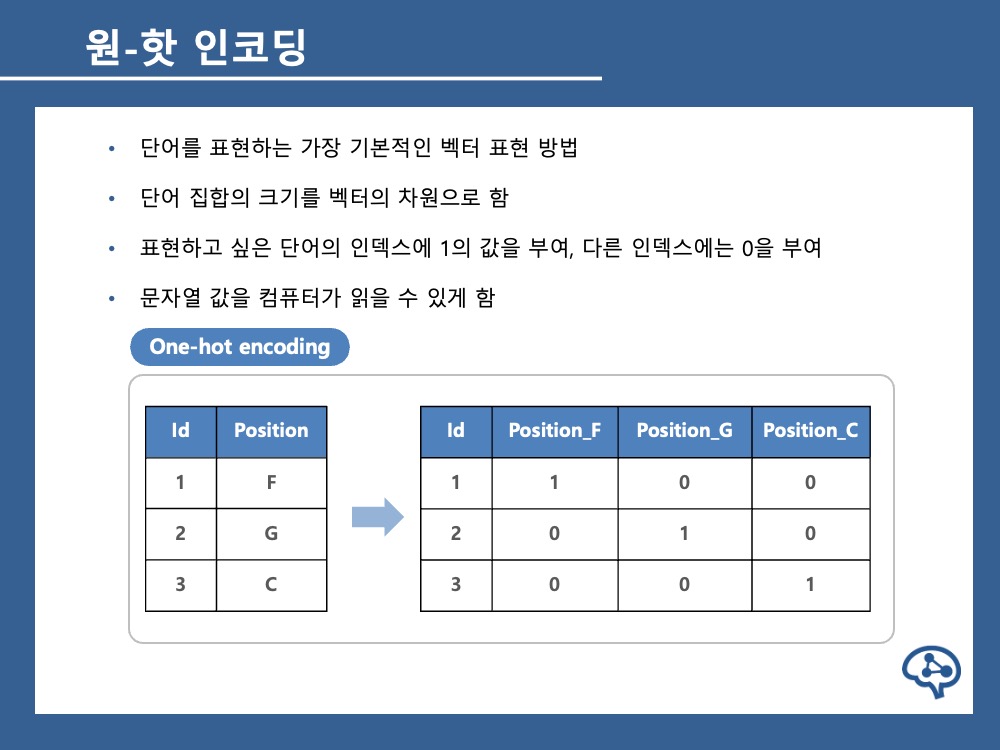 원-핫 인코딩
• 단어를 표현하는 가장 기본적인 벡터 표현 방법
• 단어 집합의 크기를 벡터의 차원으로 함
• 표현하고 싶은 단어의 인덱스에 1의 값을 부여, 다른 인덱스에는 0을 부여
• 문자열 값을 컴퓨터가 읽을 수 있게 함
One-hot encoding
Id Position
1 F
2 G
3 C
Id Position_F Position_G Position_C
1 1 0 0
2 0 1 0
3 0 0 1